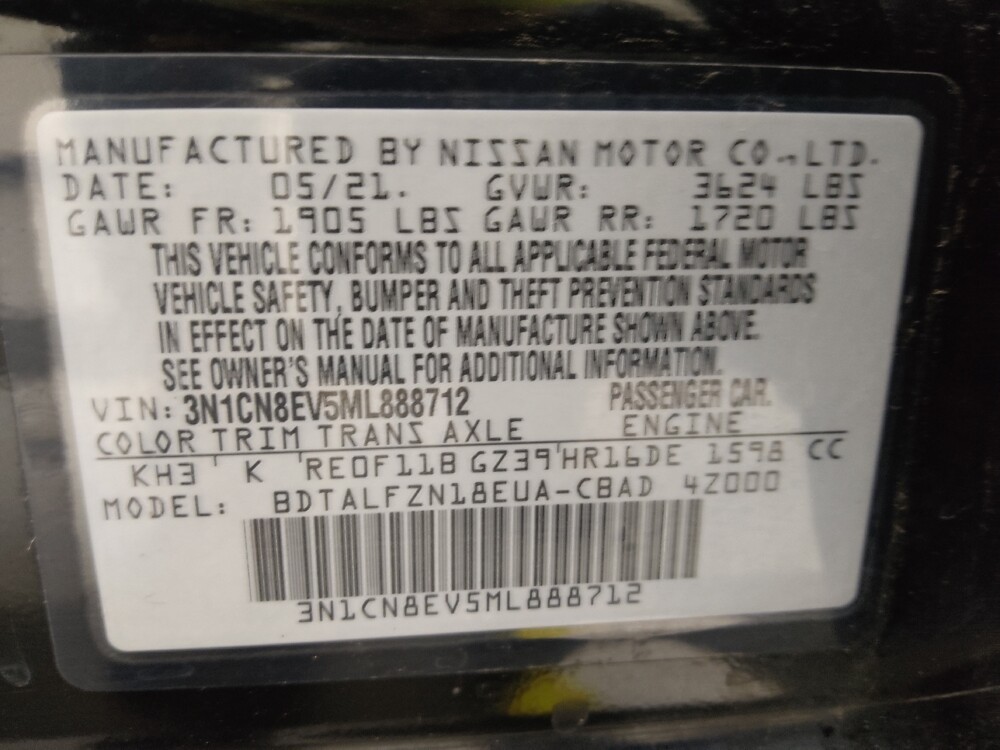 MANUFACTURED BY NISSAN MOTOR CO.,LTD.
DATE: 05/21. GVWR: 3624 LBS
GAWR FR: 1905 LBS GAWR RR: 1720 LBS
THIS VEHICLE CONFORMS TO ALL APPLICABLE FEDERAL MOTOR
VEHICLE SAFETY, BUMPER AND THEFT PREVENTION STANDARDS
IN EFFECT ON THE DATE OF MANUFACTURE SHOWN ABOVE.
SEE OWNER'S MANUAL FOR ADDITIONAL INFORMATION.
VIN: 3N1CN8EV5ML888712 PASSENGER CAR.
COLOR TRIM TRANS AXLE ENGINE
KH3 K RE0F11B GZ39 HR16DE 1598 CC
MODEL: BDTALFZN18EUA-CBAD 4Z000
3N1CN8EV5ML888712